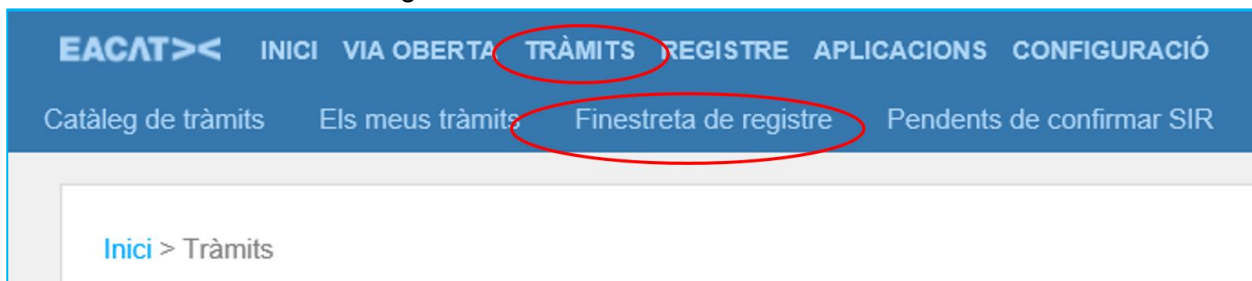 EACAT>< INICI VIA OBERTA TRÀMITS REGISTRE APLICACIONS CONFIGURACIÓ
Catàleg de tràmits Els meus tràmits Finestreta de registre Pendents de confirmar SIR
Inici > Tràmits